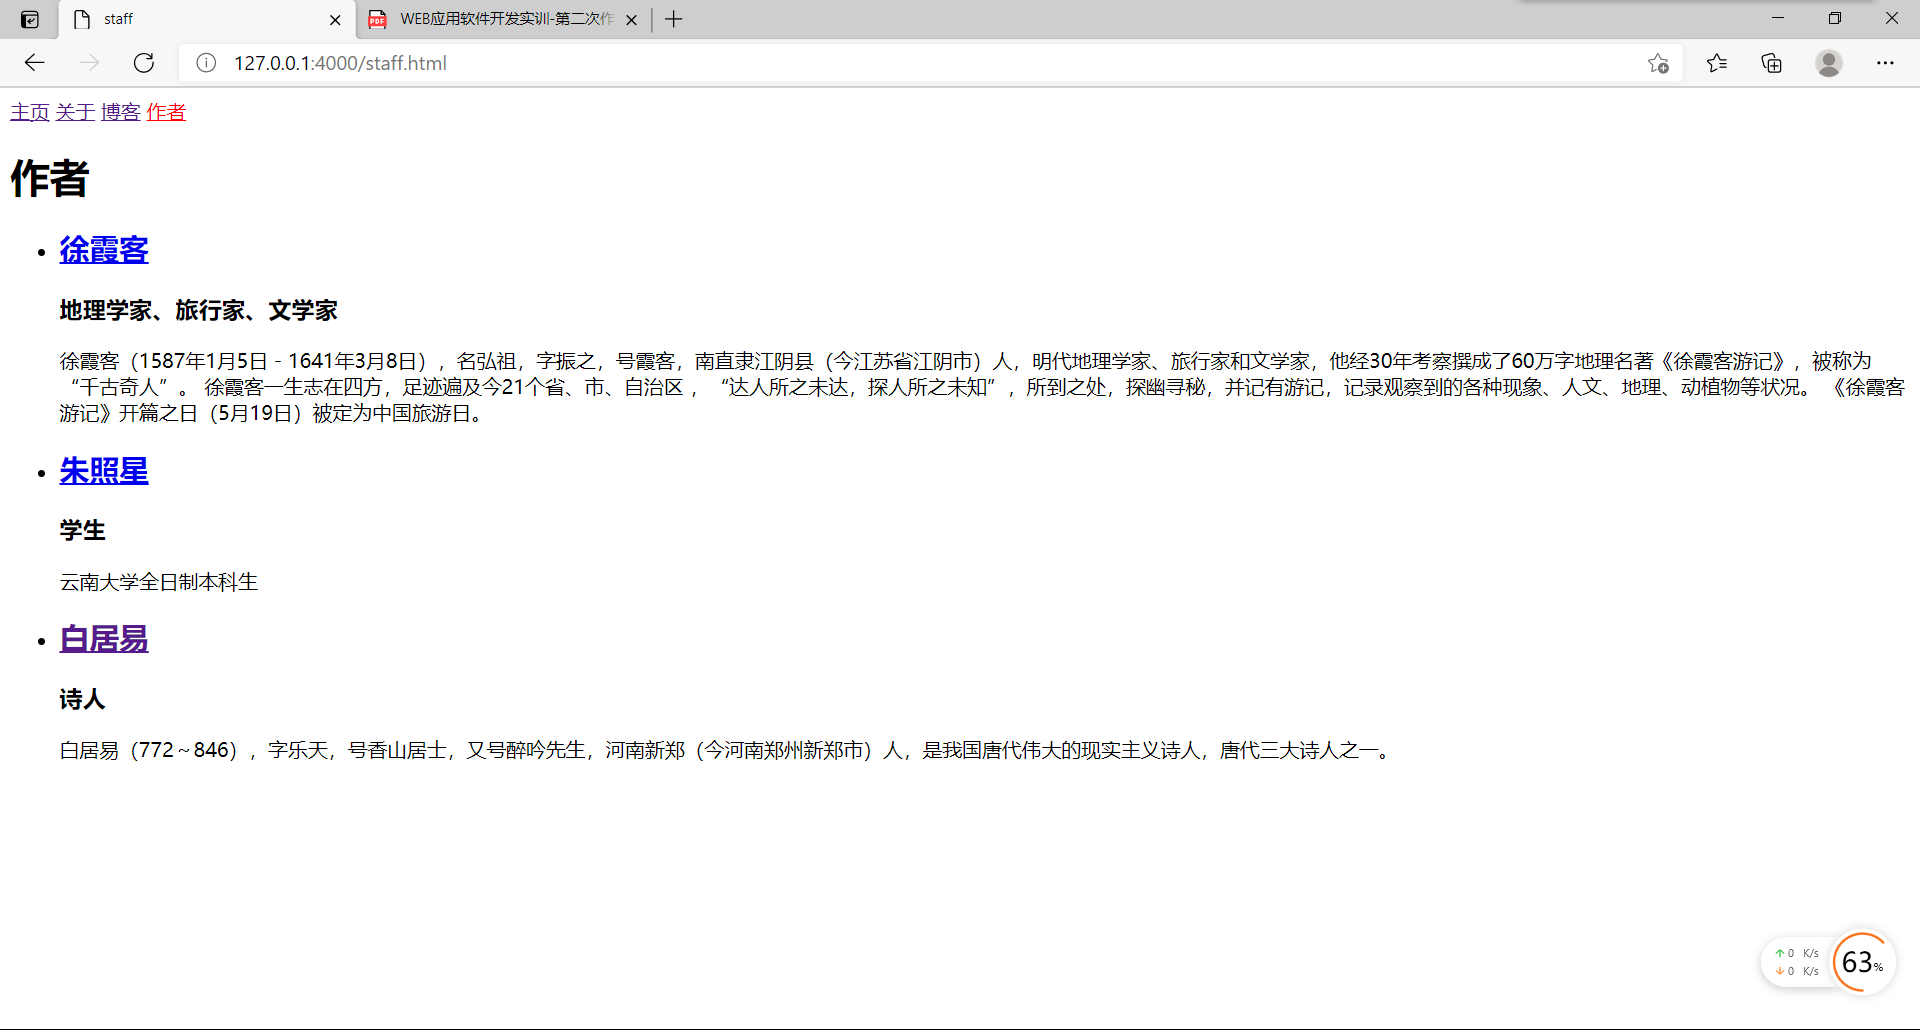 staff
WEB应用软件开发实训-第二次作
127.0.0.1:4000/staff.html
主页 关于 博客 作者
作者
徐霞客
地理学家、旅行家、文学家
徐霞客（1587年1月5日－1641年3月8日），名弘祖，字振之，号霞客，南直隶江阴县（今江苏省江阴市）人，明代地理学家、旅行家和文学家，他经30年考察撰成了60万字地理名著《徐霞客游记》，被称为
“千古奇人”。 徐霞客一生志在四方，足迹遍及今21个省、市、自治区 ，“达人所之未达，探人所之未知”，所到之处，探幽寻秘，并记有游记，记录观察到的各种现象、人文、地理、动植物等状况。 《徐霞客
游记》开篇之日（5月19日）被定为中国旅游日。
朱照星
学生
云南大学全日制本科生
白居易
诗人
白居易（772～846），字乐天，号香山居士，又号醉吟先生，河南新郑（今河南郑州新郑市）人，是我国唐代伟大的现实主义诗人，唐代三大诗人之一。
↑ 0 K/s
↓ 0 K/s
63%